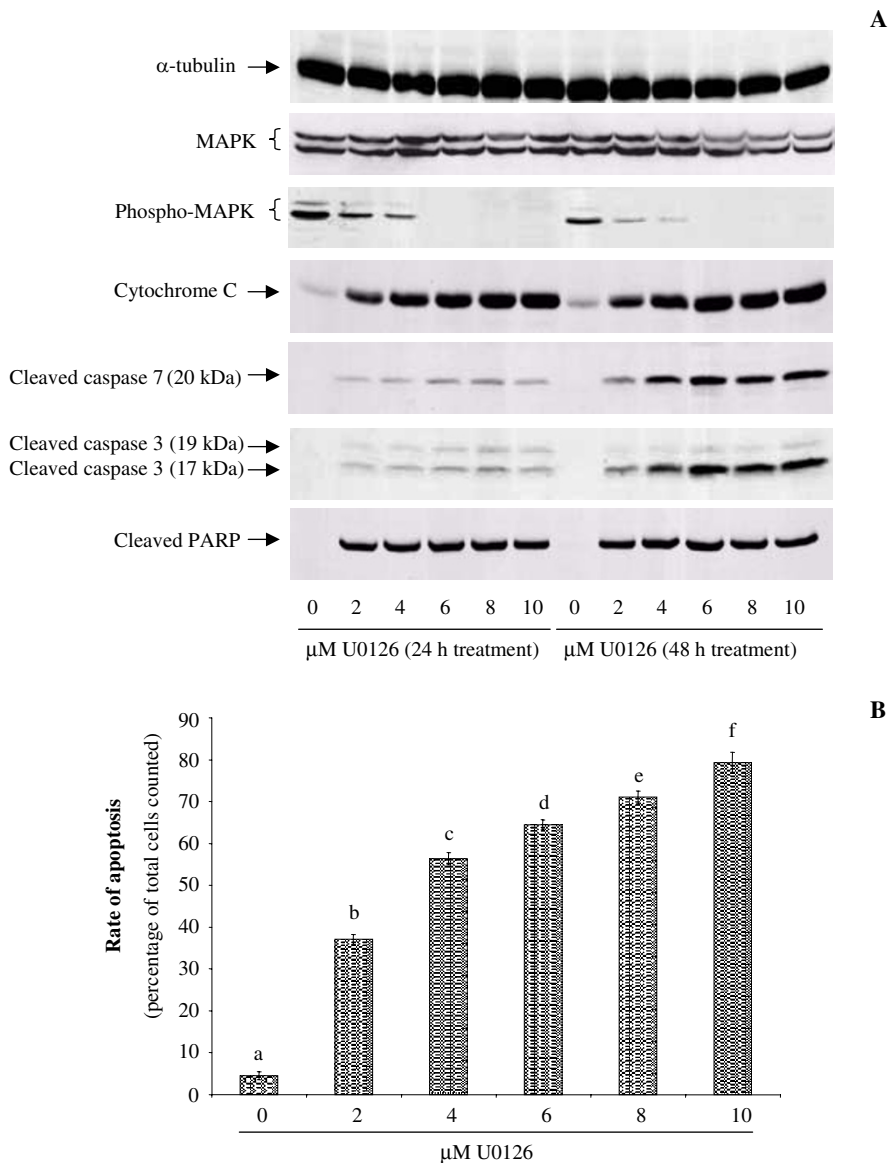 A
α-tubulin
MAPK {
Phospho-MAPK {
Cytochrome C
Cleaved caspase 7 (20 kDa)
Cleaved caspase 3 (19 kDa)
Cleaved caspase 3 (17 kDa)
Cleaved PARP
0 2 4 6 8 10 0 2 4 6 8 10
μM U0126 (24 h treatment) μM U0126 (48 h treatment)
B
Rate of apoptosis
(percentage of total cells counted)
90
80
70
60
50
40
30
20
10
0
a
b
c
d
e
f
0 2 4 6 8 10
μM U0126